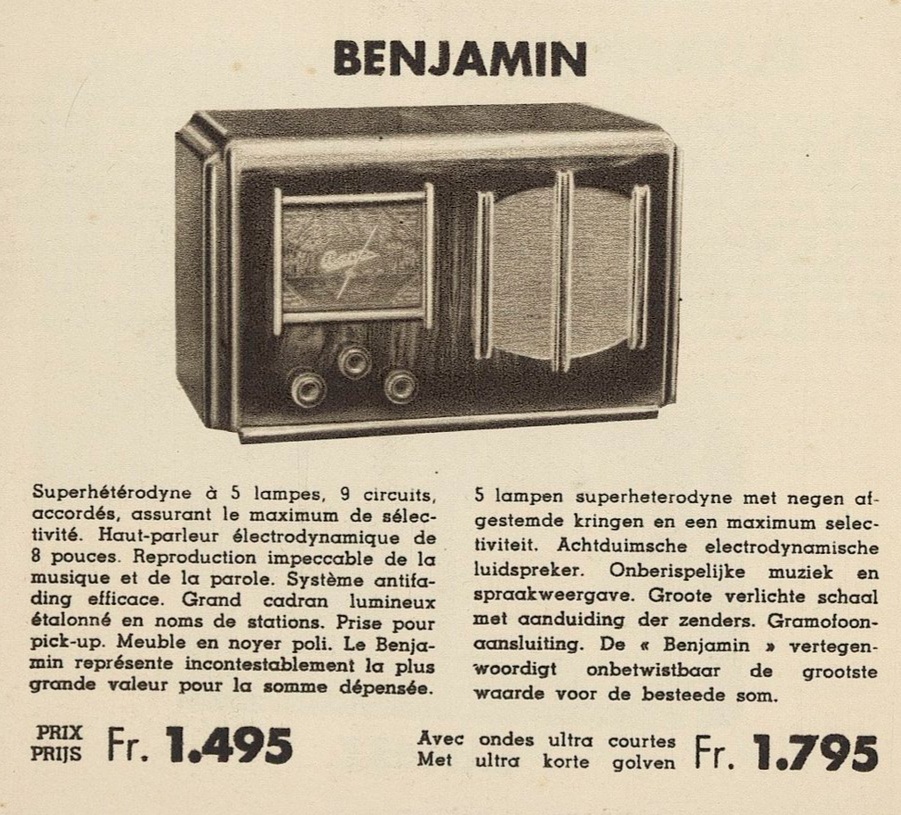 BENJAMIN
Superhétérodyne à 5 lampes, 9 circuits,
accordés, assurant le maximum de sélec-
tivité. Haut-parleur électrodynamique de
8 pouces. Reproduction impeccable de la
musique et de la parole. Système antifa-
ding efficace. Grand cadran lumineux
étalonné en noms de stations. Prise pour
pick-up. Meuble en noyer poli. Le Benja-
min représente incontestablement la plus
grande valeur pour la somme dépensée.
5 lampen superheterodyne met negen af-
gestemde kringen en een maximum selec-
tiviteit. Achtduimsche electrodynamische
luidspreker. Onberispelijke muziek en
spraakweergave. Groote verlichte schaal
met aanduiding der zenders. Gramofoon-
aansluiting. De « Benjamin » vertegen-
woordigt onbetwistbaar de grootste
waarde voor de besteede som.
PRIX
PRIJS
Fr. 1.495
Avec ondes ultra courtes
Met ultra korte golven
Fr. 1.795